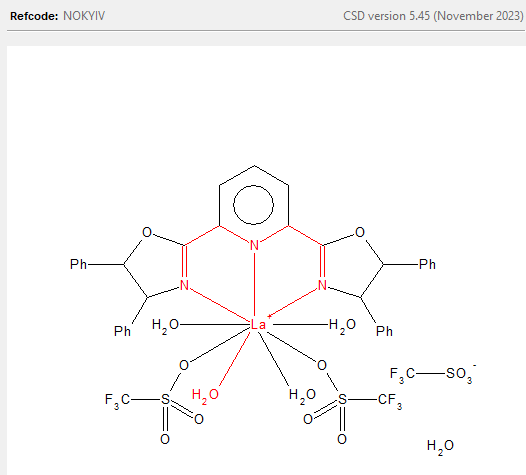 Refcode: NOKYIV CSD version 5.45 (November 2023)
O N O
Ph N N Ph
Ph H₂O La⁺ H₂O Ph
O O F₃C SO₃⁻
F₃C S O H₂O H₂O O S CF₃
O O H₂O